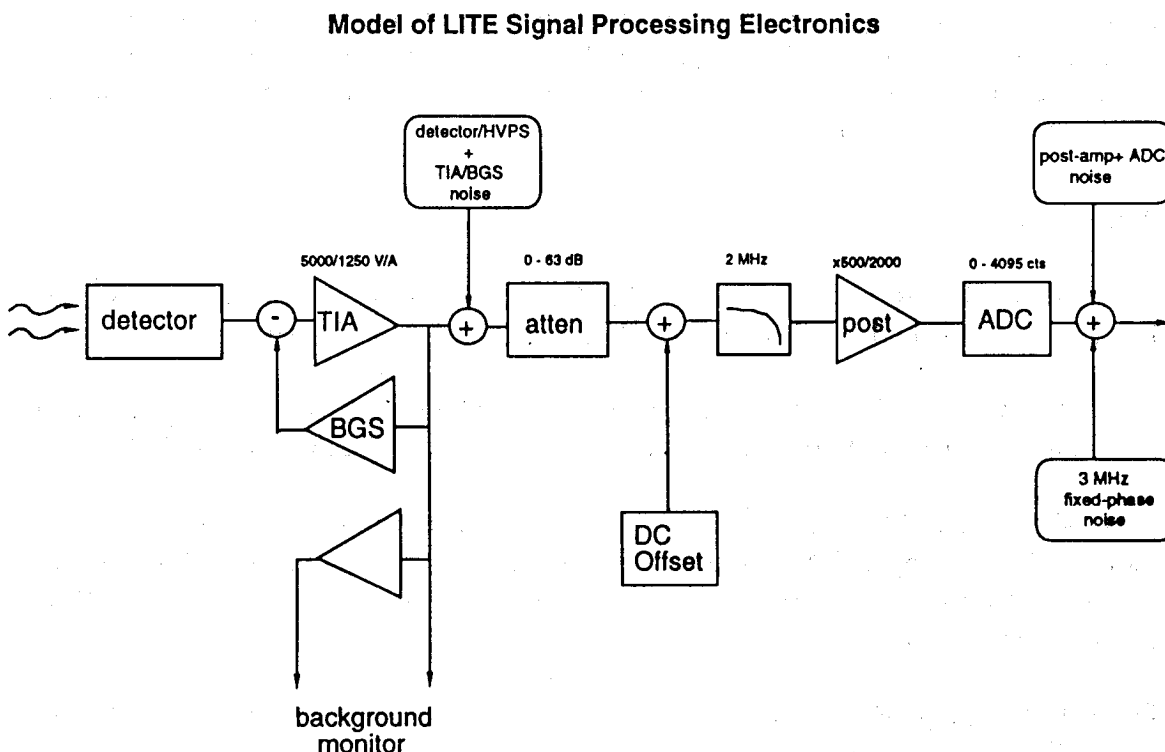 Model of LITE Signal Processing Electronics
detector/HVPS
+
TIA/BGS
noise
post-amp+ ADC
noise
5000/1250 V/A
0 - 63 dB
2 MHz
x500/2000
0 - 4095 cts
detector
-
TIA
+
atten
+
post
ADC
+
BGS
3 MHz
fixed-phase
noise
DC
Offset
background
monitor